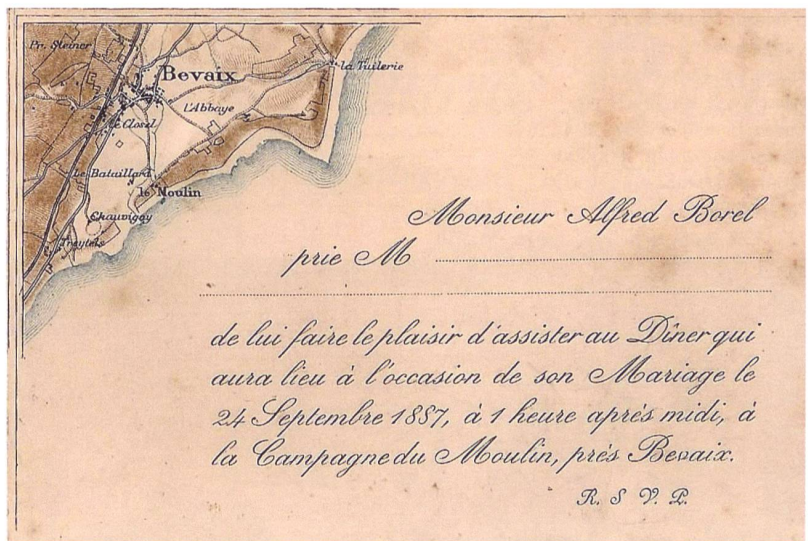 Pr. Steiner
Bevaix
la Tuilerie
l'Abbaye
le Closel
Le Bataillard
le Moulin
Chauvigny
Treytels
Monsieur Alfred Borel
prie M
de lui faire le plaisir d'assister au Dîner qui
aura lieu à l'occasion de son Mariage le
24 Septembre 1887, à 1 heure après midi, à
la Campagne du Moulin, près Bevaix.
R. S. V. P.